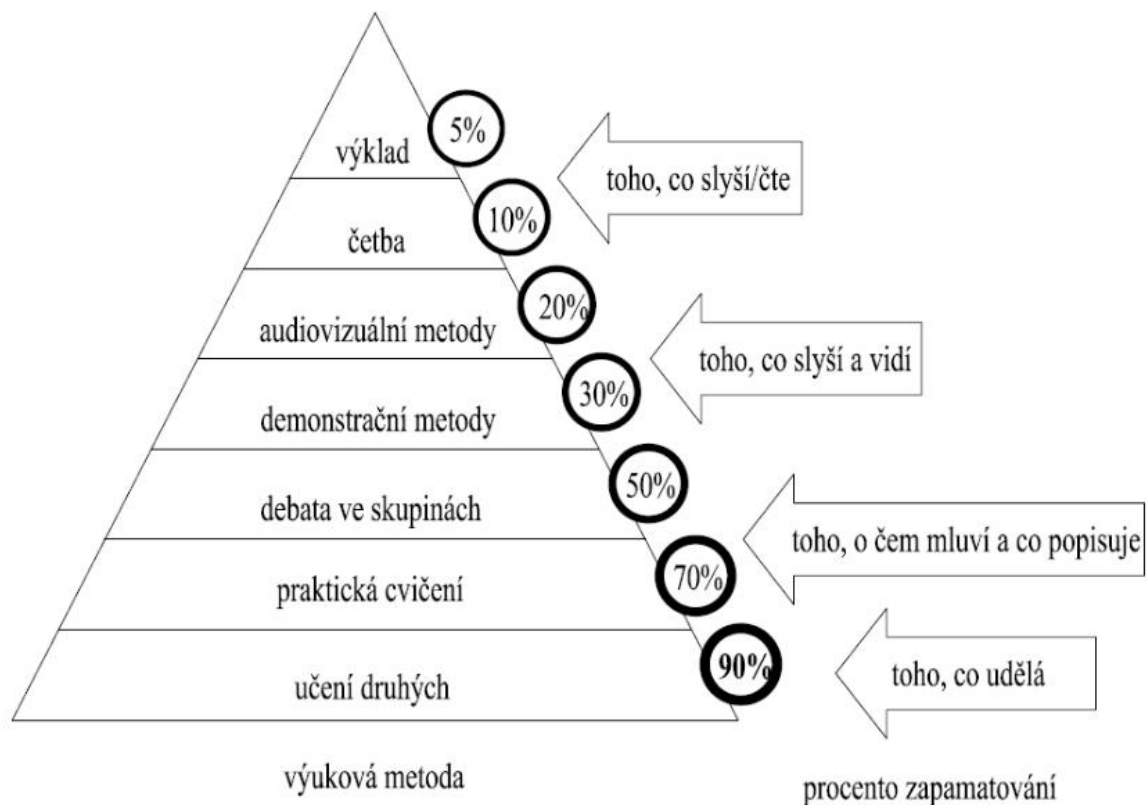 5%
výklad
toho, co slyší/čte
10%
četba
20%
audiovizuální metody
toho, co slyší a vidí
30%
demonstrační metody
50%
debata ve skupinách
toho, o čem mluví a co popisuje
70%
praktická cvičení
90%
toho, co udělá
učení druhých
výuková metoda
procento zapamatování